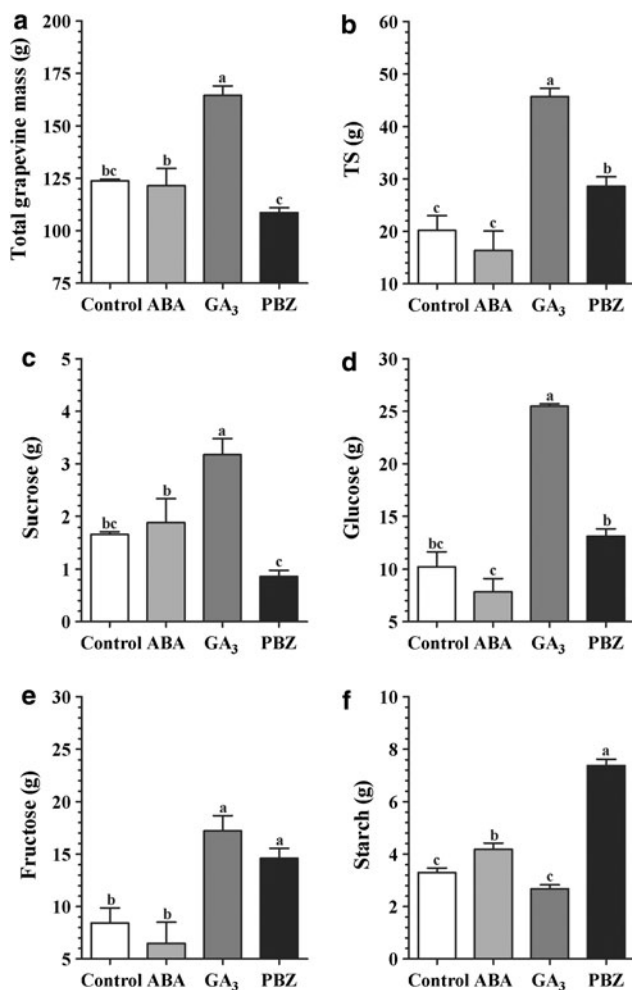 a
Total grapevine mass (g)
200
175
150
125
100
75
bc
b
a
c
Control ABA GA₃ PBZ
b
TS (g)
60
50
40
30
20
10
c
c
a
b
Control ABA GA₃ PBZ
c
Sucrose (g)
5
4
3
2
1
0
bc
b
a
c
Control ABA GA₃ PBZ
d
Glucose (g)
30
25
20
15
10
5
bc
c
a
b
Control ABA GA₃ PBZ
e
Fructose (g)
30
25
20
15
10
5
b
b
a
a
Control ABA GA₃ PBZ
f
Starch (g)
10
8
6
4
2
0
c
b
c
a
Control ABA GA₃ PBZ